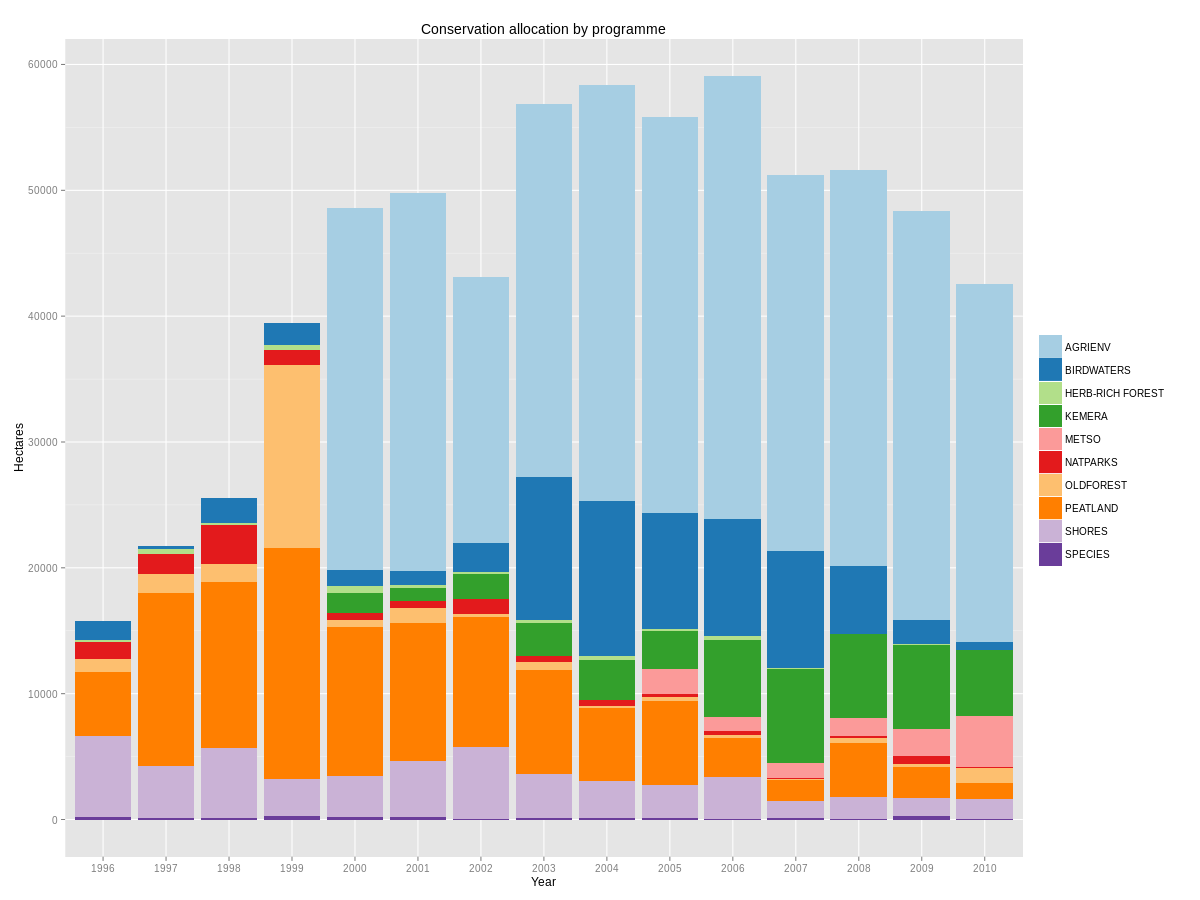 Conservation allocation by programme
60000
50000
40000
30000
20000
10000
0
Hectares
1996 1997 1998 1999 2000 2001 2002 2003 2004 2005 2006 2007 2008 2009 2010
Year
AGRIENV
BIRDWATERS
HERB-RICH FOREST
KEMERA
METSO
NATPARKS
OLDFOREST
PEATLAND
SHORES
SPECIES